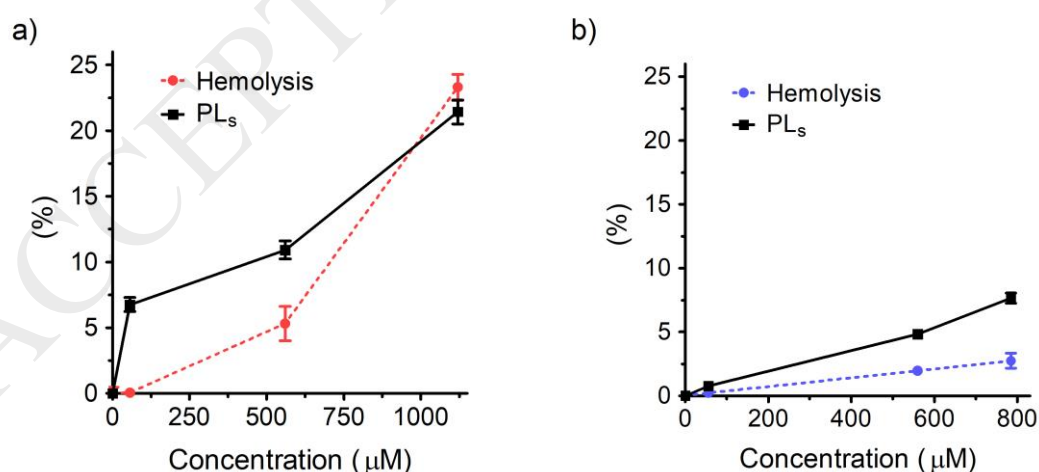 a)
Hemolysis
PLs
25
20
15
10
5
0
(%)
0 250 500 750 1000
Concentration (μM)
b)
Hemolysis
PLs
25
20
15
10
5
0
(%)
0 200 400 600 800
Concentration (μM)
ACCEPT